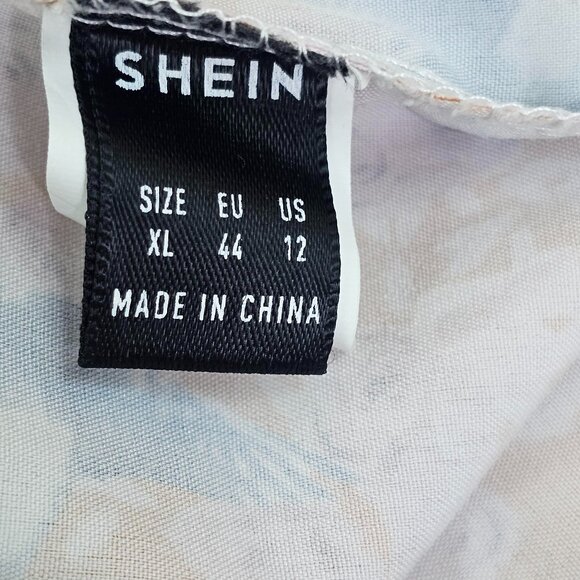 SHEIN
SIZE EU US
XL 44 12
MADE IN CHINA